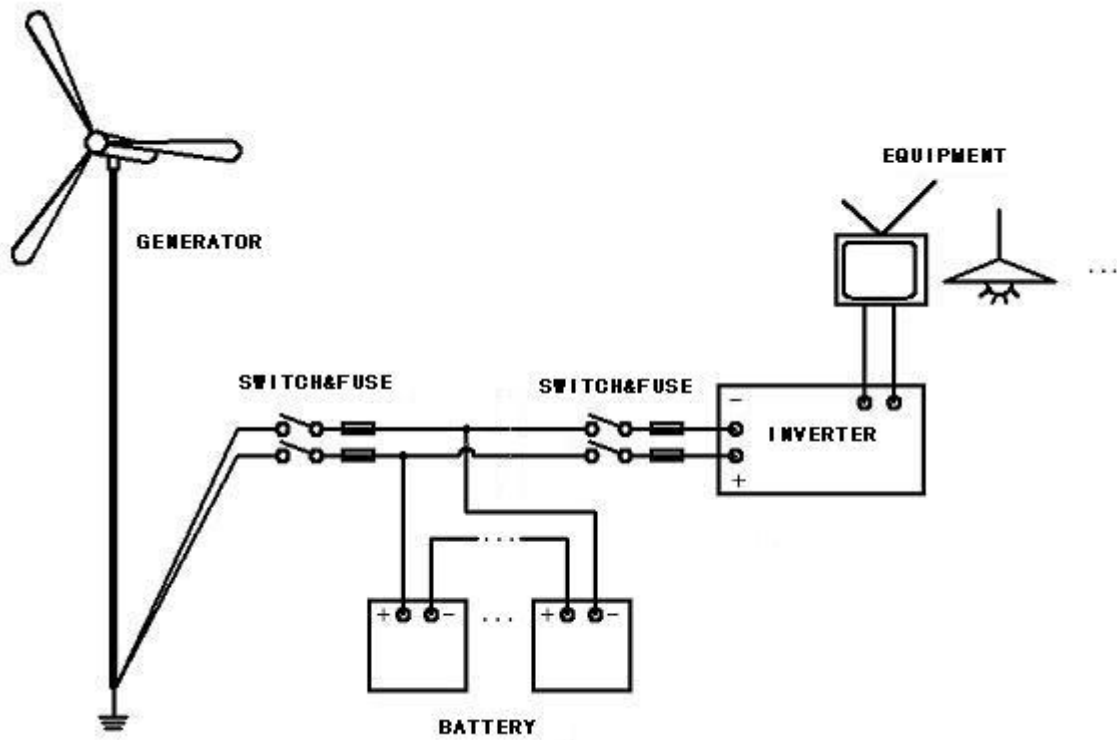 EQUIPMENT
GENERATOR
...
SWITCH&FUSE
SWITCH&FUSE
-
INVERTER
+
...
+ - ... + -
BATTERY